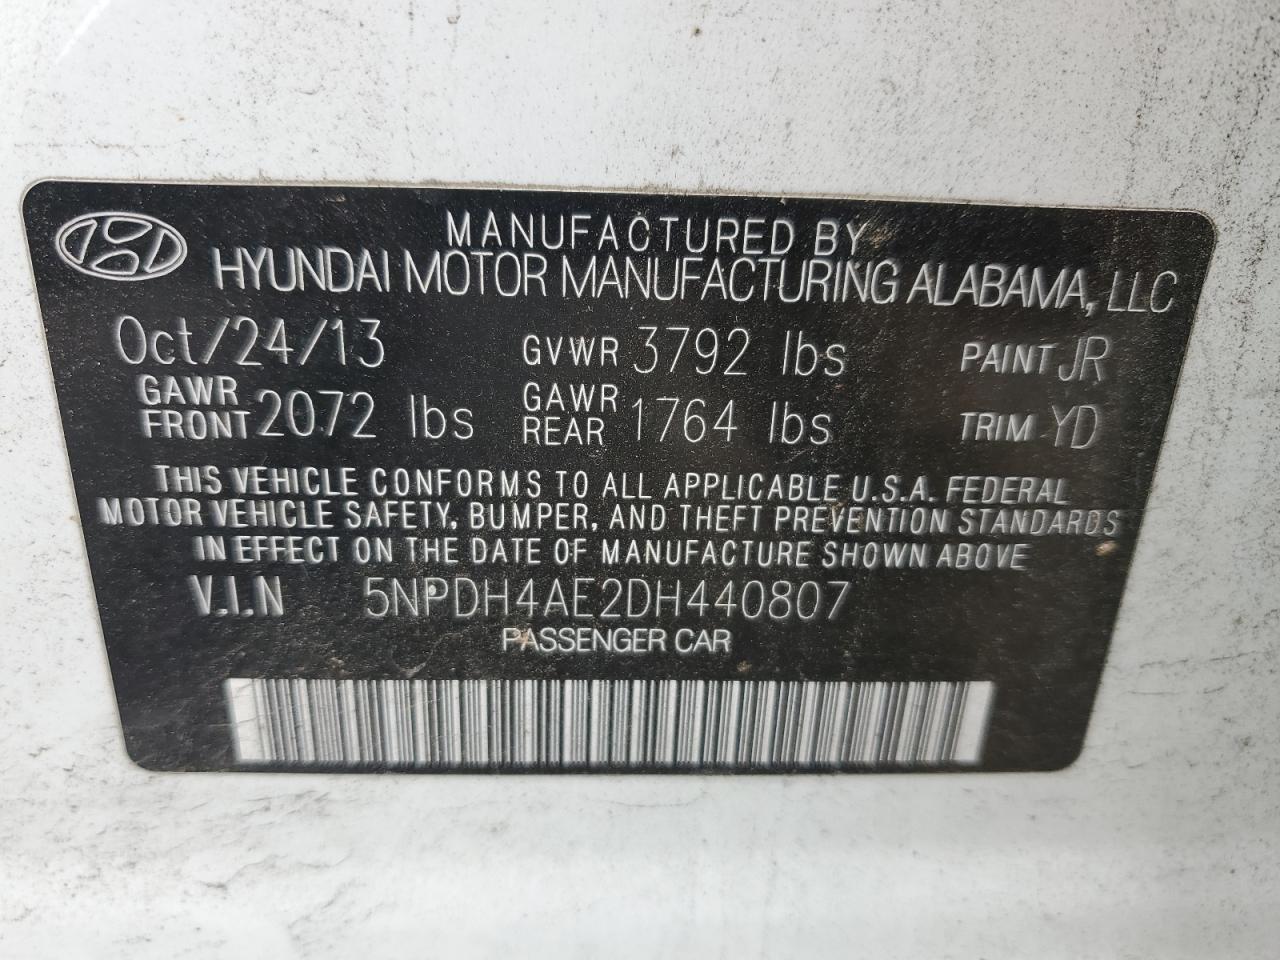 MANUFACTURED BY
HYUNDAI MOTOR MANUFACTURING ALABAMA, LLC
Oct/24/13 GVWR 3792 lbs PAINT JR
GAWR FRONT 2072 lbs GAWR REAR 1764 lbs TRIM YD
THIS VEHICLE CONFORMS TO ALL APPLICABLE U.S.A. FEDERAL
MOTOR VEHICLE SAFETY, BUMPER, AND THEFT PREVENTION STANDARDS
IN EFFECT ON THE DATE OF MANUFACTURE SHOWN ABOVE
V.I.N 5NPDH4AE2DH440807
PASSENGER CAR